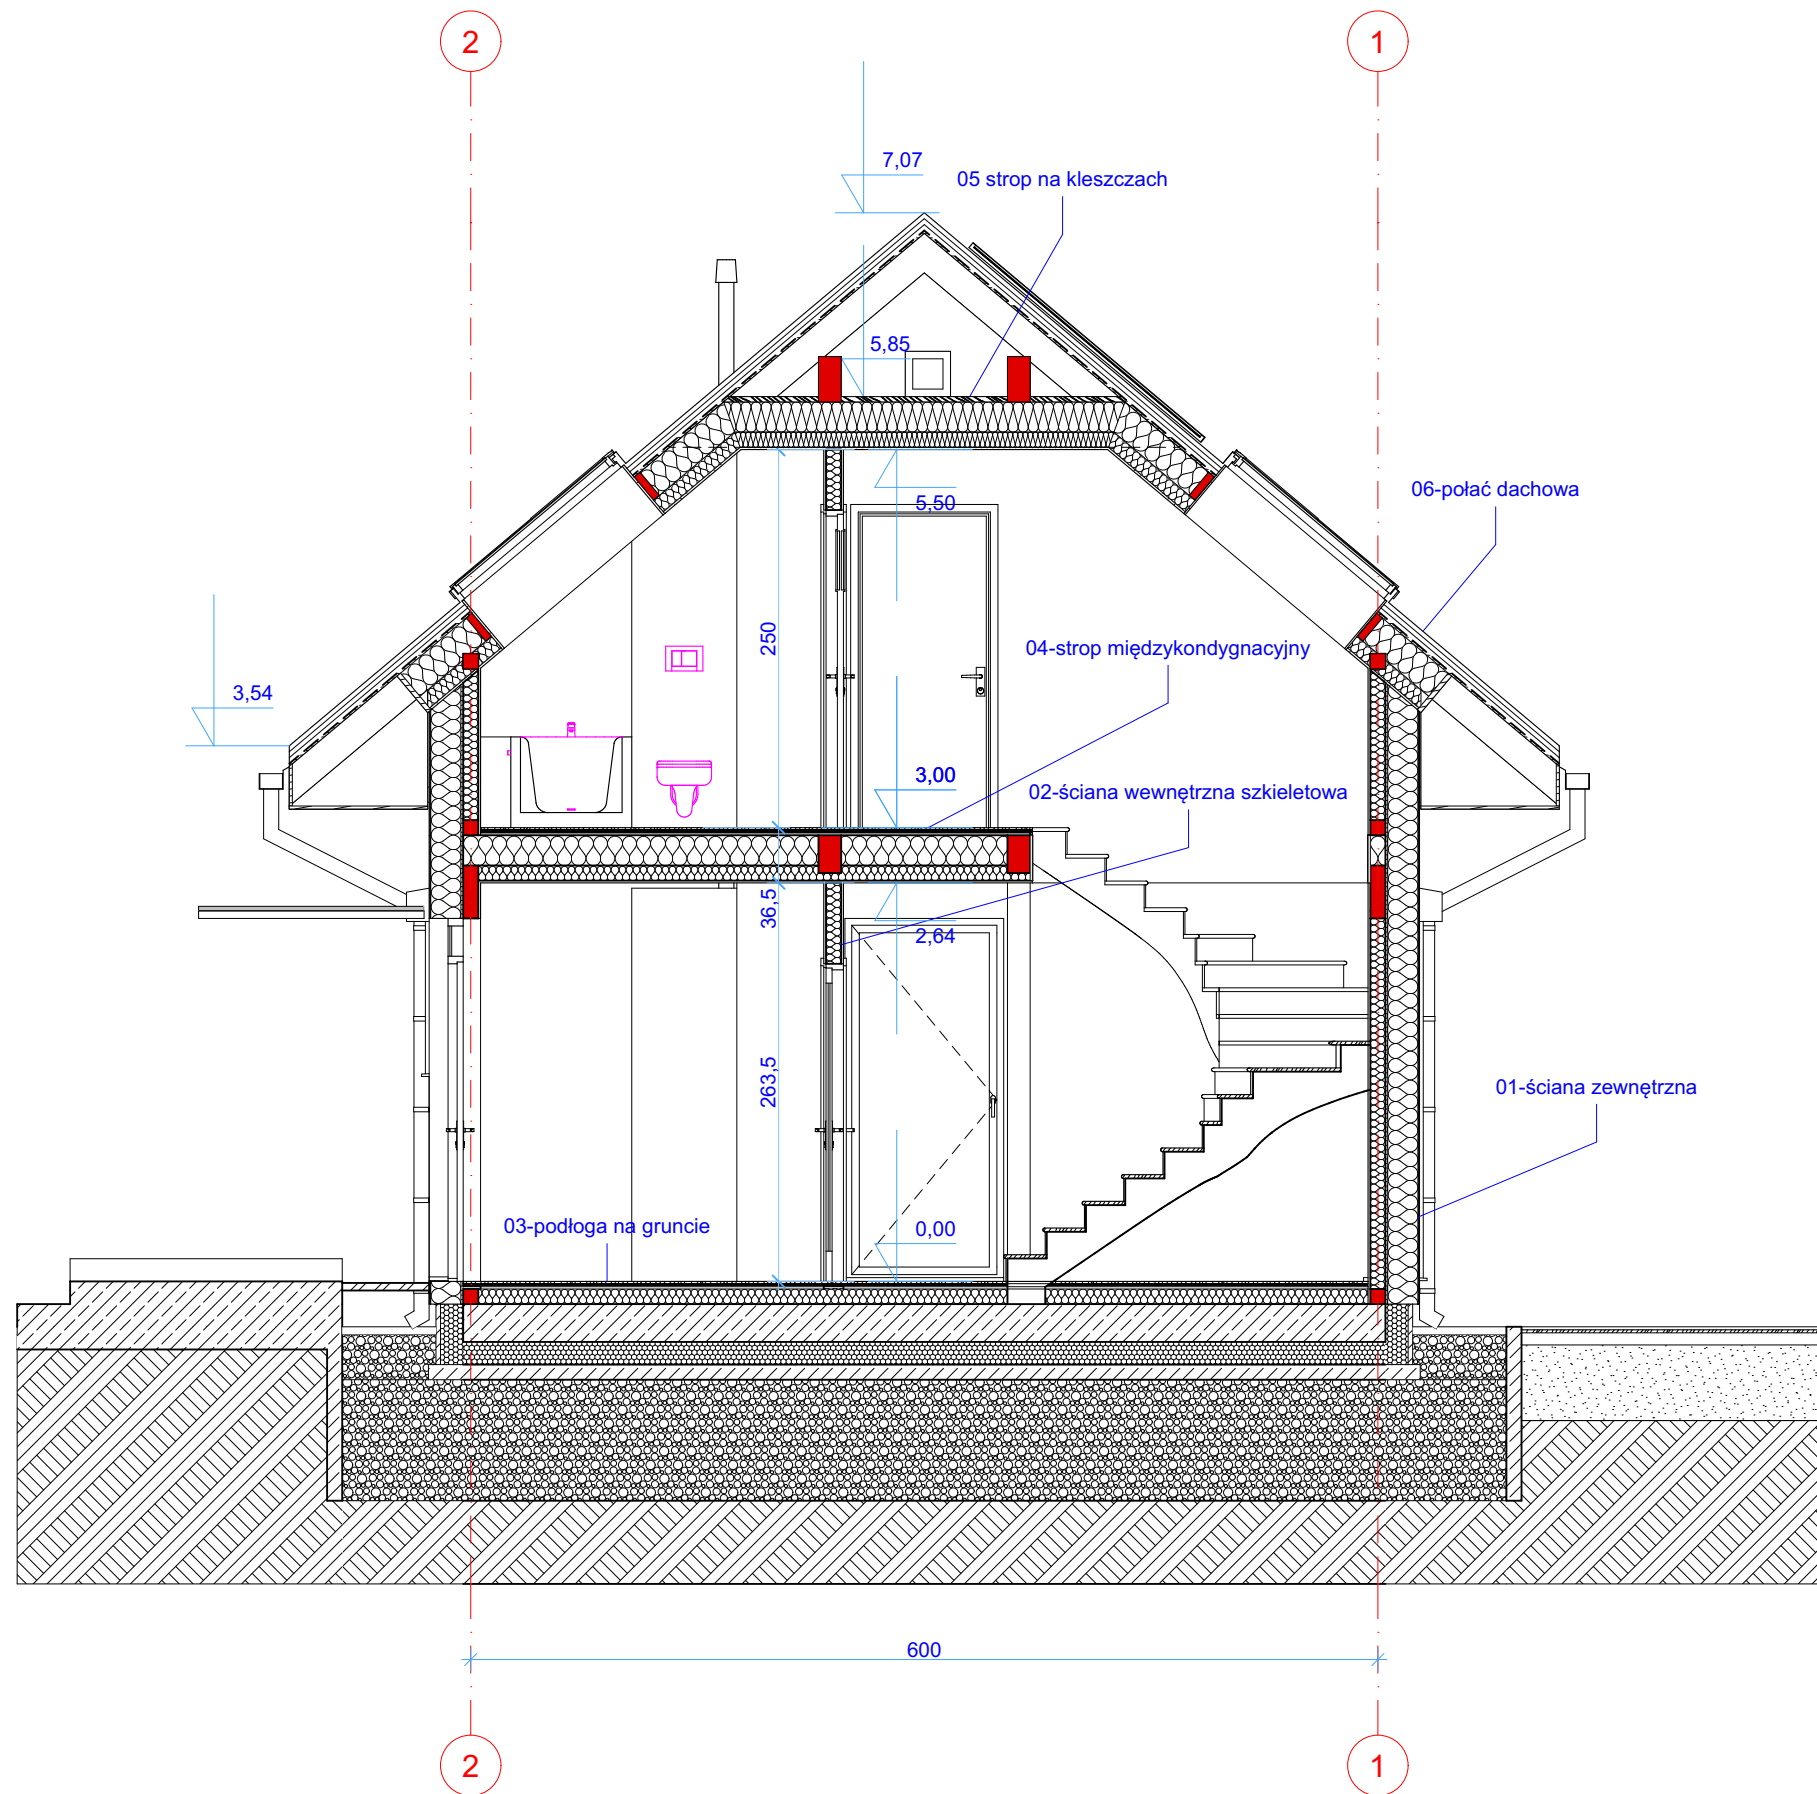 2
1
7,07
05 strop na kleszczach
5,85
5,50
06-połać dachowa
250
04-strop międzykondygnacyjny
3,54
3,00
02-ściana wewnętrzna szkieletowa
36,5
2,64
263,5
01-ściana zewnętrzna
03-podłoga na gruncie
0,00
600
2
1